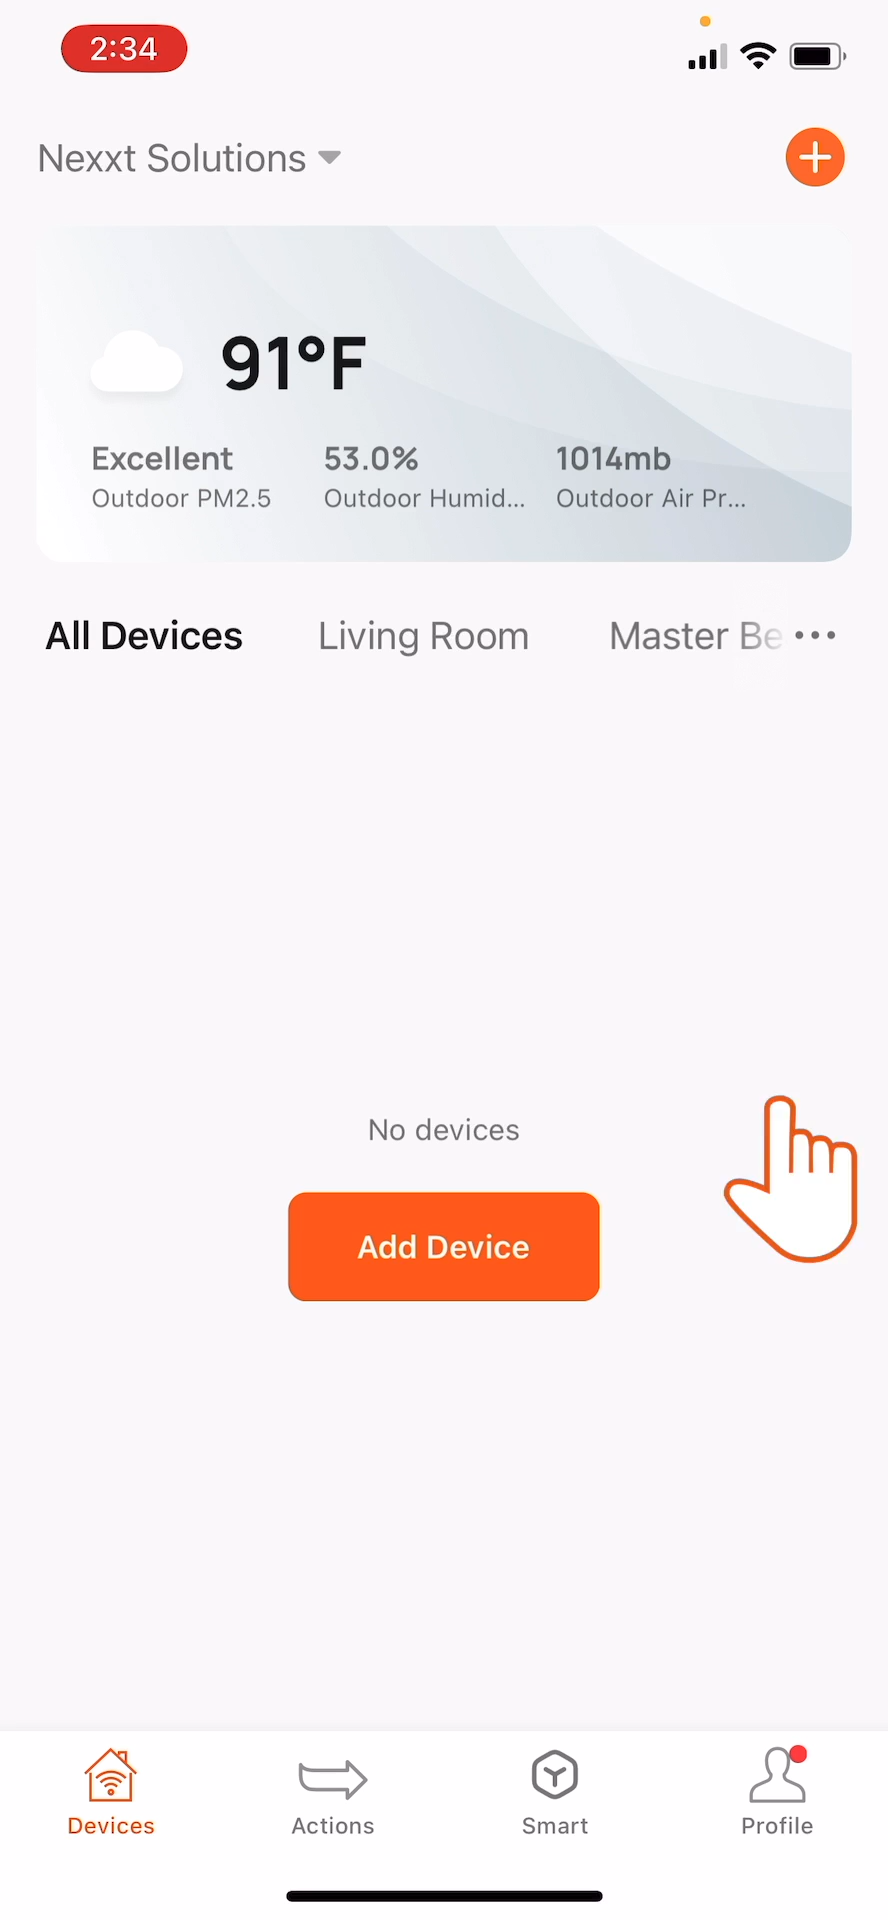 2:34
Nexxt Solutions
91°F
Excellent 53.0% 1014mb
Outdoor PM2.5 Outdoor Humid... Outdoor Air Pr...
All Devices Living Room Master Be
No devices
Add Device
Devices Actions Smart Profile